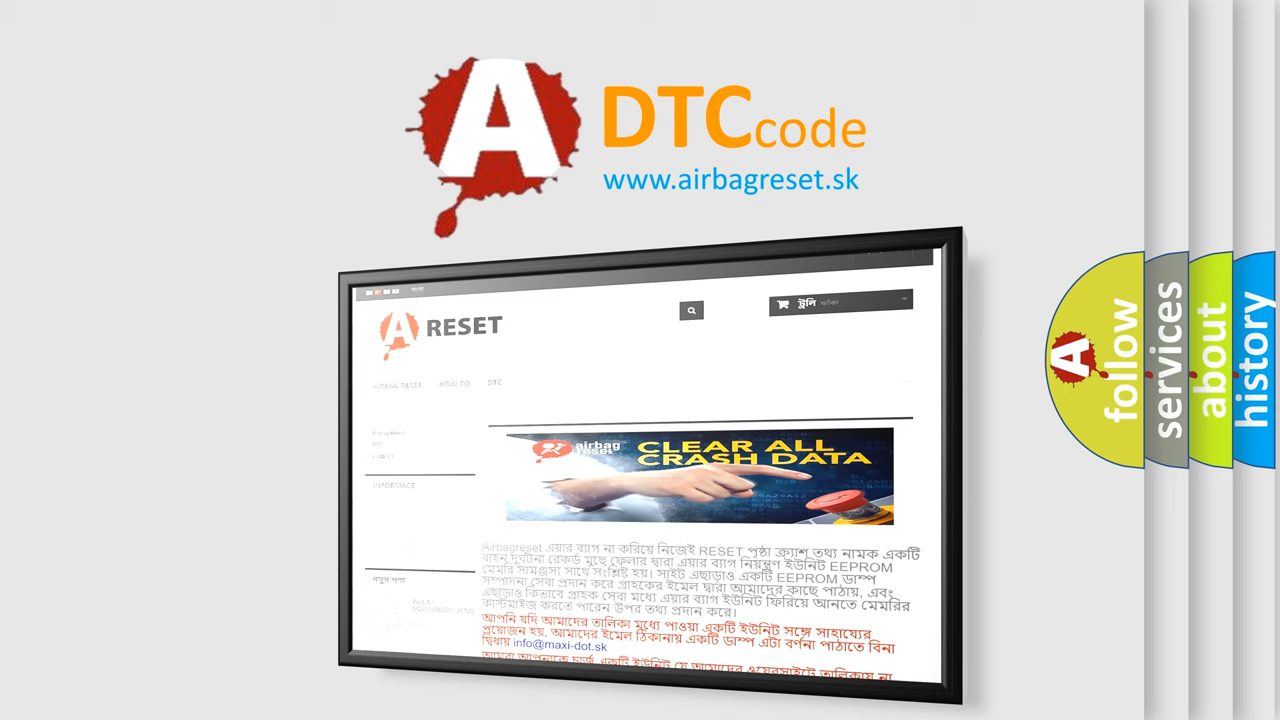 A
DTC code
www.airbagreset.sk
বাংলা
A RESET
ট্রলি ফাঁকা
AIRBAG RESET HOW TO DTC
INFORMACE
airbag
reset
CLEAR ALL
CRASH DATA
Airbagreset এয়ার ব্যাগ না করিয়ে নিজেই RESET পৃষ্ঠা ক্র্যাশ তথ্য নামক একটি
বাহন দুর্ঘটনা রেকর্ড মুছে ফেলার দ্বারা এয়ার ব্যাগ নিয়ন্ত্রণ ইউনিট EEPROM
মেমরি সামঞ্জস্য সাথে সংশ্লিষ্ট হয়। সাইট এছাড়াও একটি EEPROM ডাম্প
সম্পাদনা সেবা প্রদান করে গ্রাহকের ইমেল দ্বারা আমাদের কাছে পাঠায়, এবং
এছাড়াও কিভাবে গ্রাহক সেবা মধ্যে এয়ার ব্যাগ ইউনিট ফিরিয়ে আনতে মেমরির
কাস্টমাইজ করতে পারেন উপর তথ্য প্রদান করে।
আপনি যদি আমাদের তালিকা মধ্যে পাওয়া একটি ইউনিট সঙ্গে সাহায্যের
প্রয়োজন হয়, আমাদের ইমেল ঠিকানায় একটি ডাম্প এটা বর্ণনা পাঠাতে বিনা
দ্বিধায় info@maxi-dot.sk
নতুন পণ্য
A follow
services
about
history